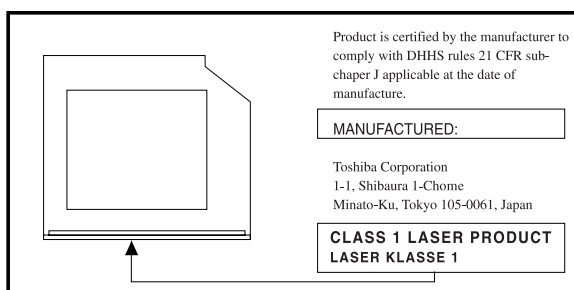 Product is certified by the manufacturer to
comply with DHHS rules 21 CFR sub-
chaper J applicable at the date of
manufacture.
MANUFACTURED:
Toshiba Corporation
1-1, Shibaura 1-Chome
Minato-Ku, Tokyo 105-0061, Japan
CLASS 1 LASER PRODUCT
LASER KLASSE 1